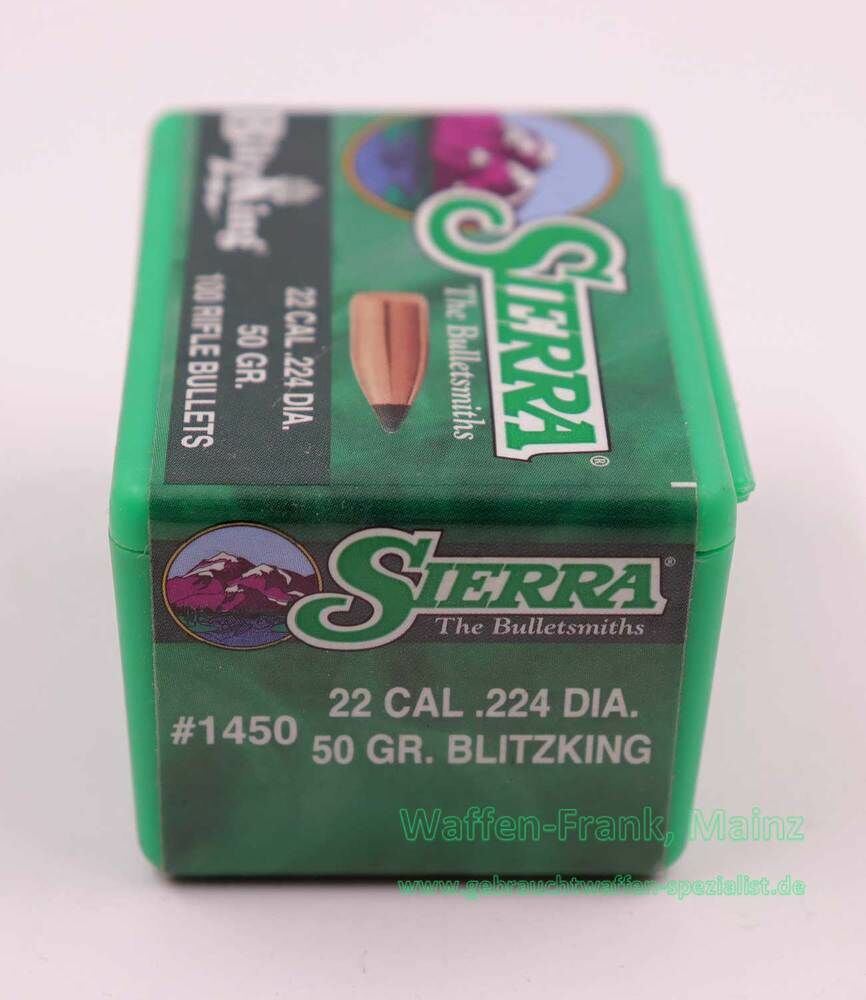 BlitzKing
22 CAL .224 DIA.
50 GR.
100 RIFLE BULLETS
SIERRA®
The Bulletsmiths
SIERRA®
The Bulletsmiths
#1450
22 CAL .224 DIA.
50 GR. BLITZKING
Waffen-Frank, Mainz
www.gebrauchtwaffen-spezialist.de